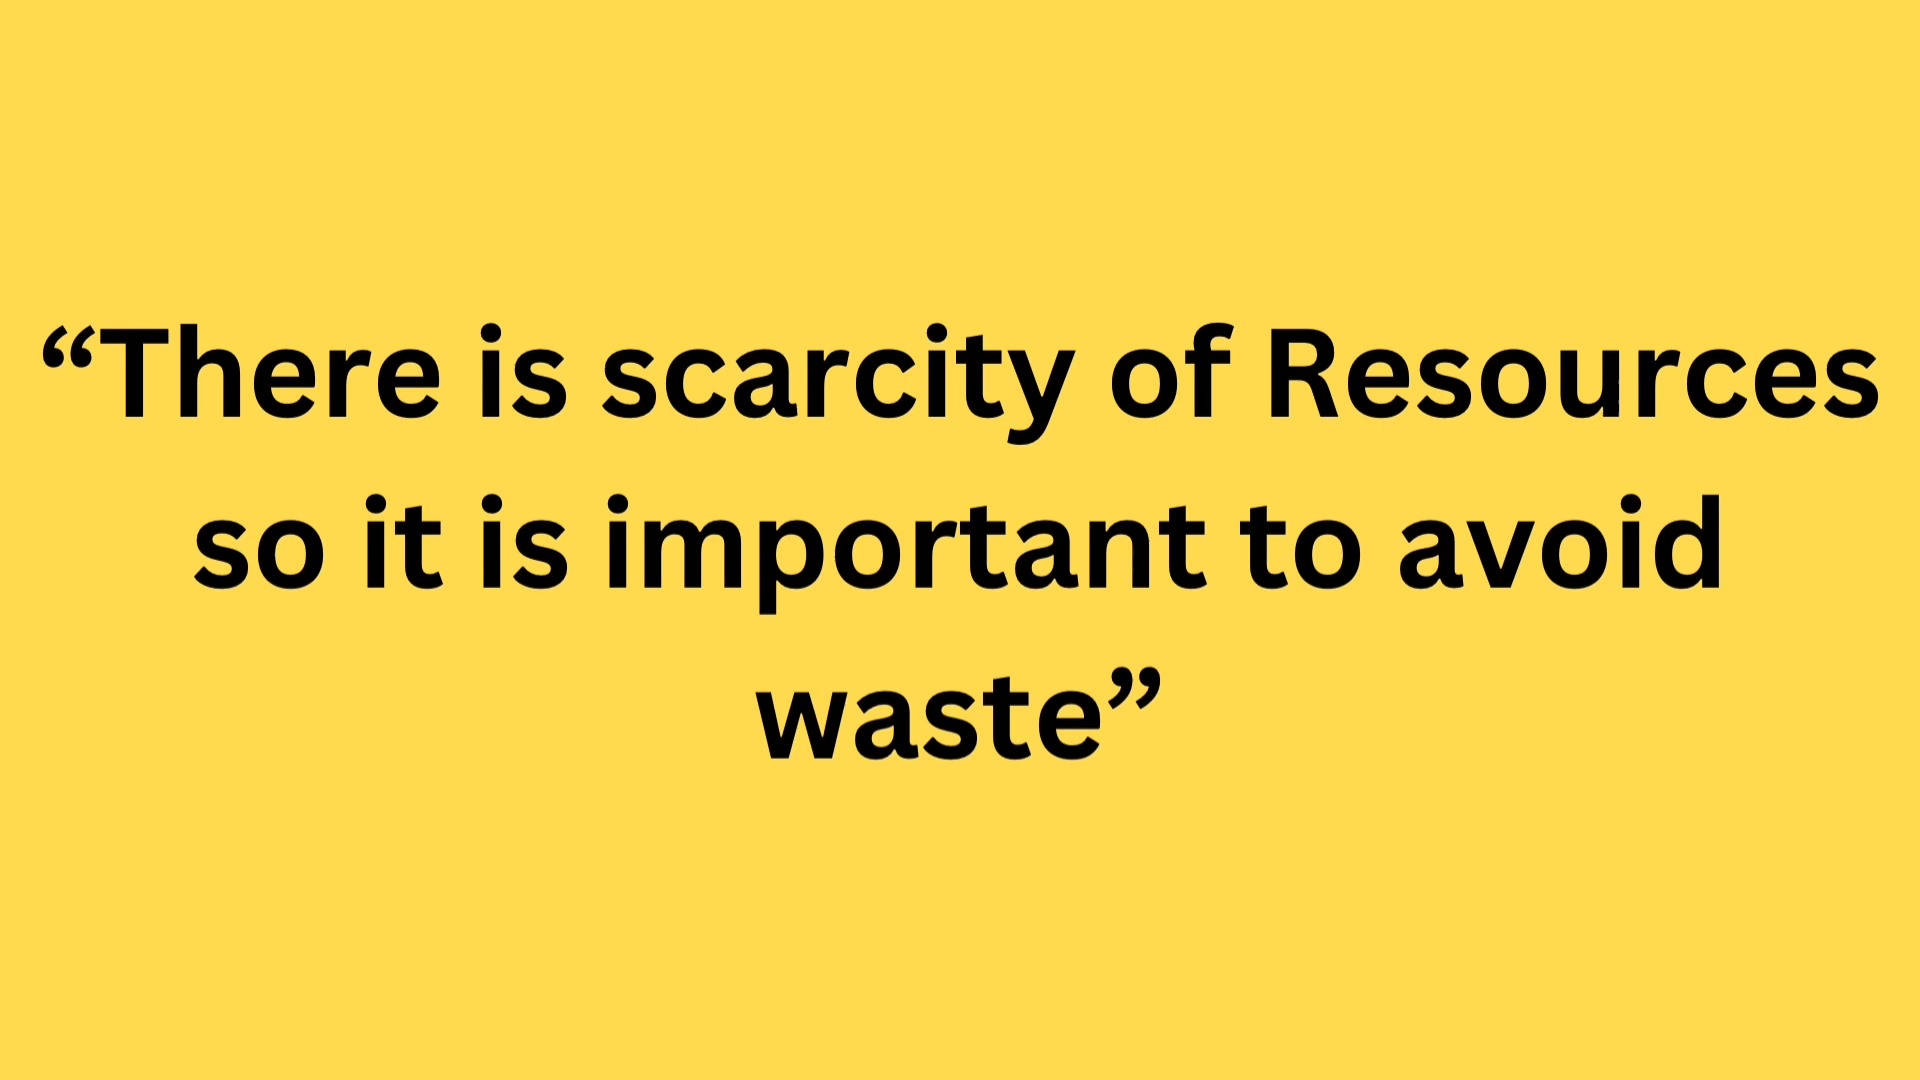 “There is scarcity of Resources
so it is important to avoid
waste”